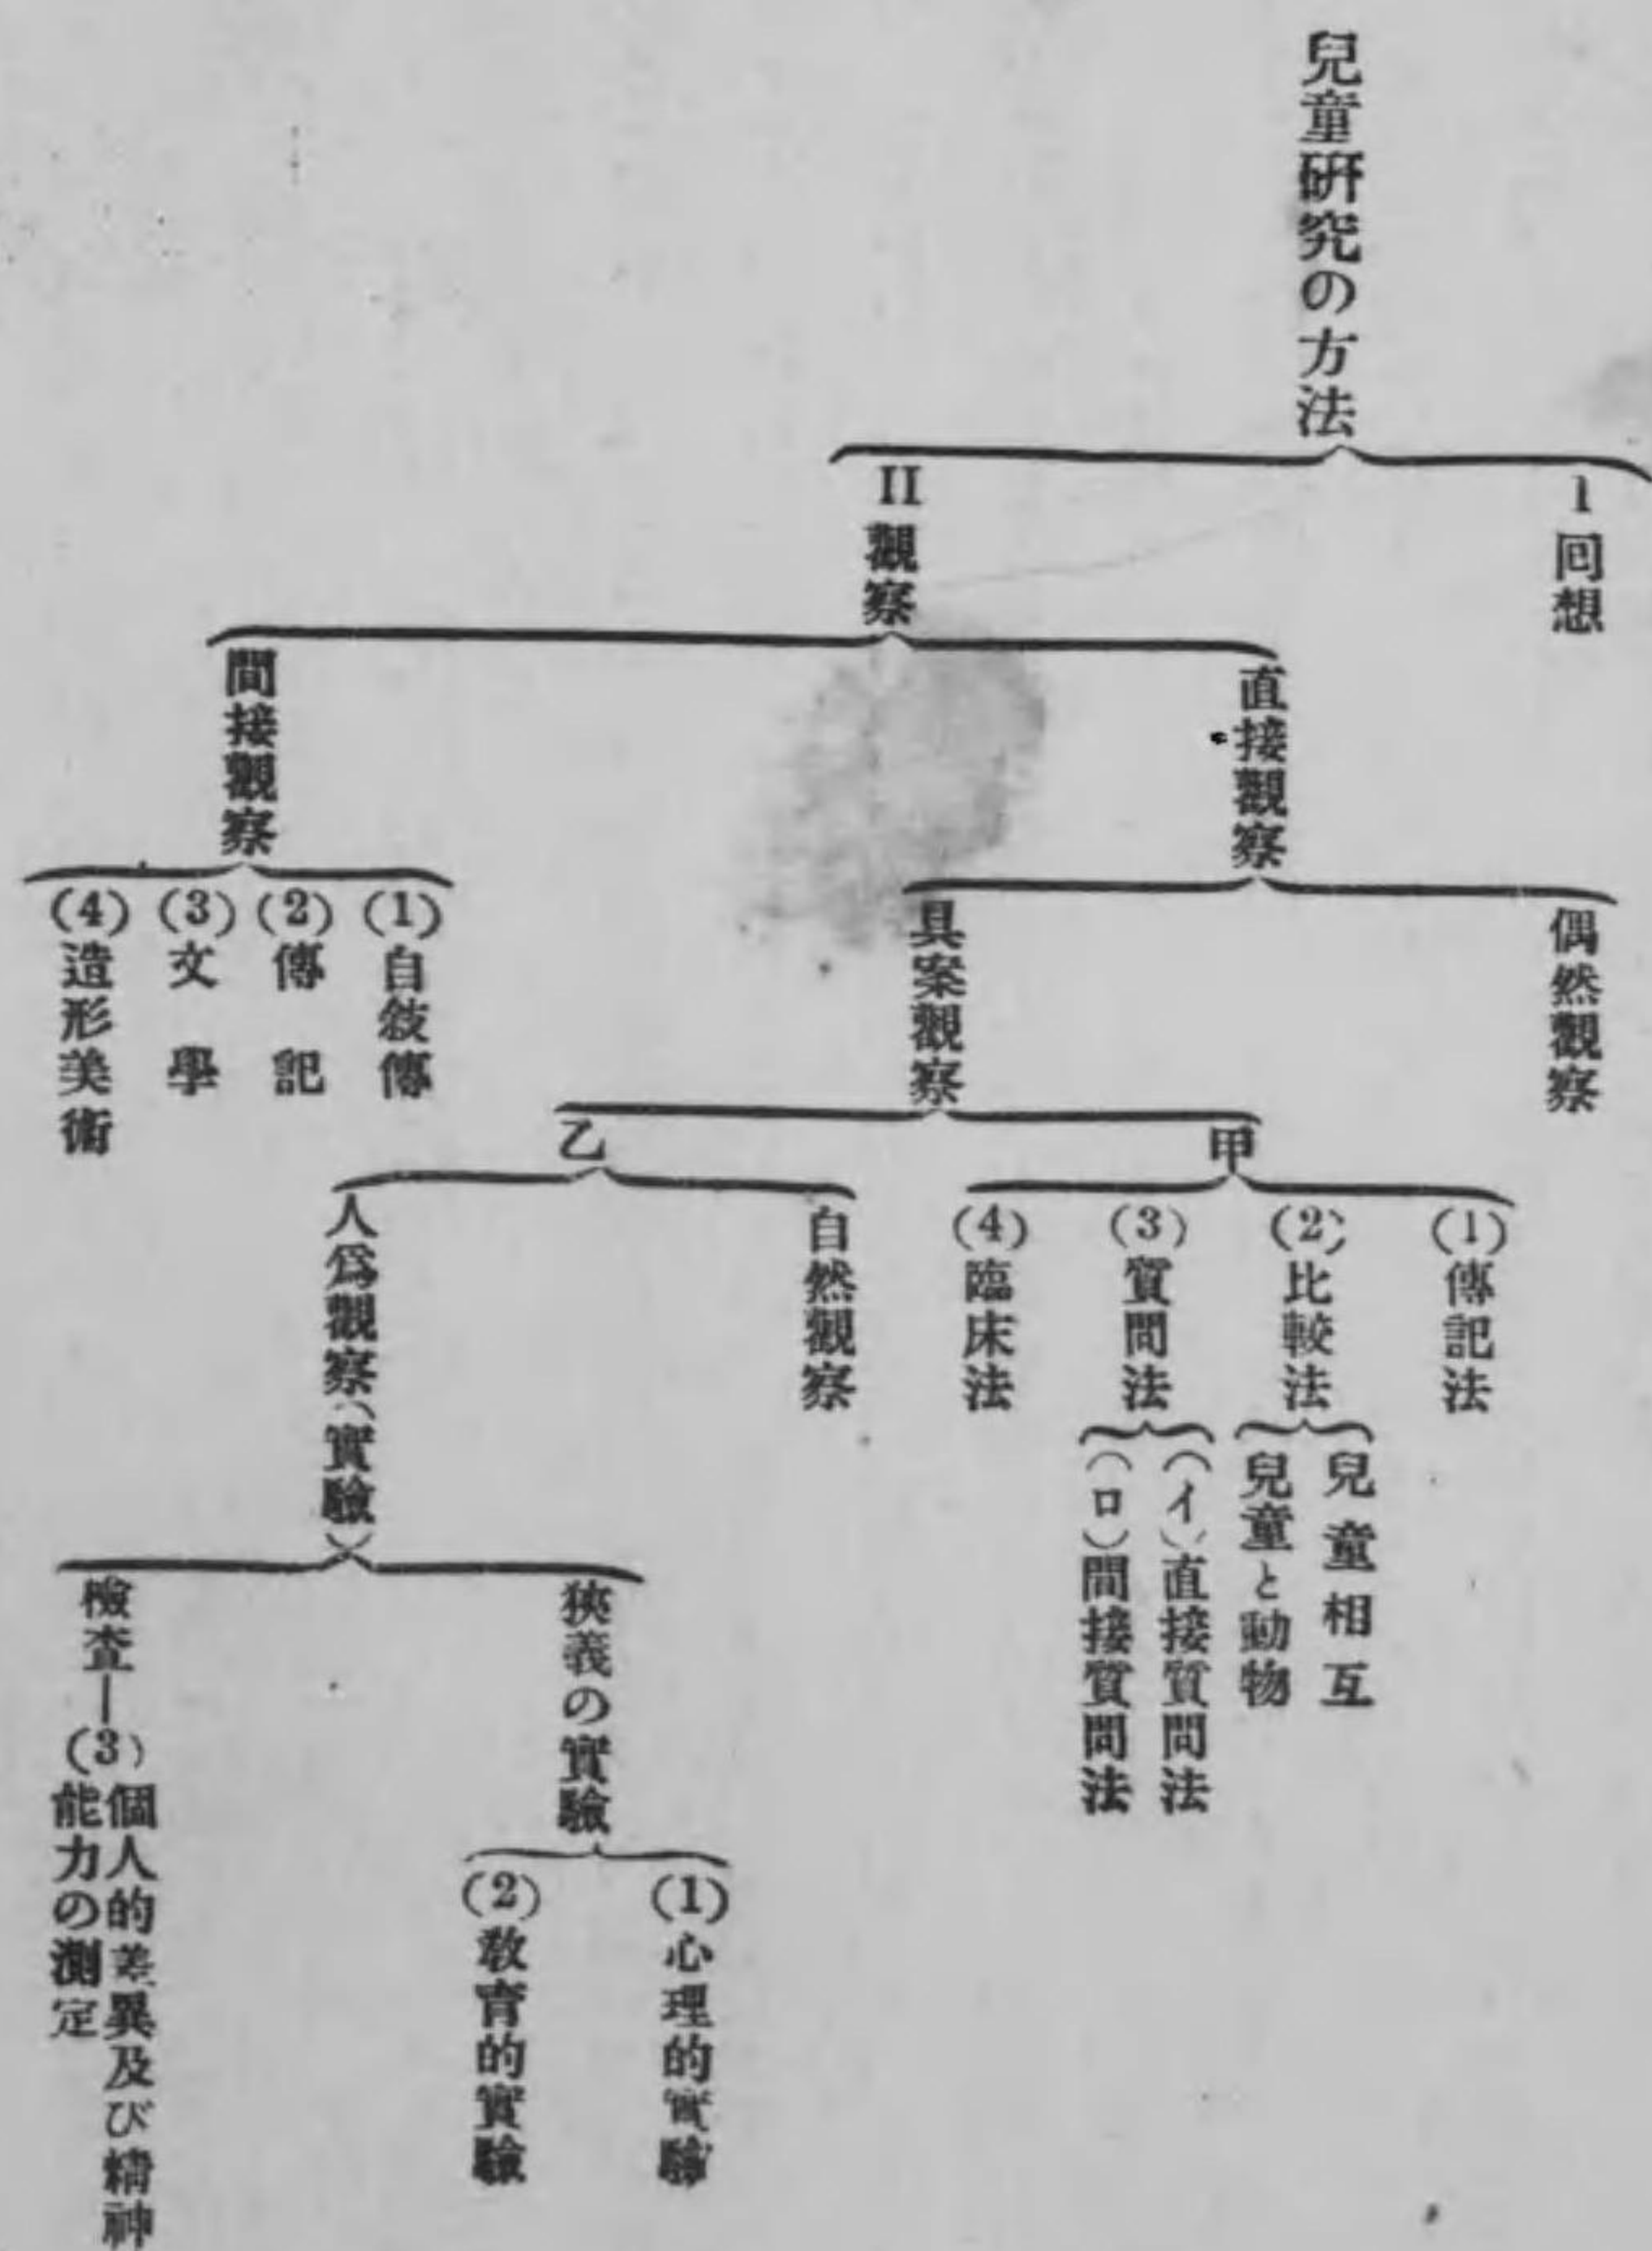 兒童硏究の方法
I 回想
II 觀察
直接觀察
偶然觀察
具案觀察
甲
(1) 傳記法
(2) 比較法
兒童相互
兒童と動物
(3) 質問法
(イ)直接質問法
(ロ)間接質問法
(4) 臨床法
乙
自然觀察
人爲觀察(實驗)
狹義の實驗
(1) 心理的實驗
(2) 敎育的實驗
檢査―(3)
個人的差異及び精神
能力の測定
間接觀察
(1) 自敍傳
(2) 傳記
(3) 文學
(4) 造形美術